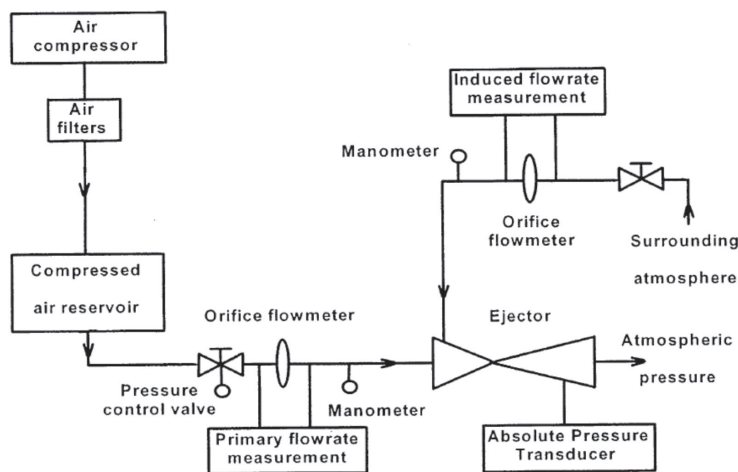 Air
compressor
Air
filters
Compressed
air reservoir
Induced flowrate
measurement
Manometer
Orifice
flowmeter
Surrounding
atmosphere
Orifice flowmeter
Ejector
Atmospheric
pressure
Pressure
control valve
Manometer
Primary flowrate
measurement
Absolute Pressure
Transducer